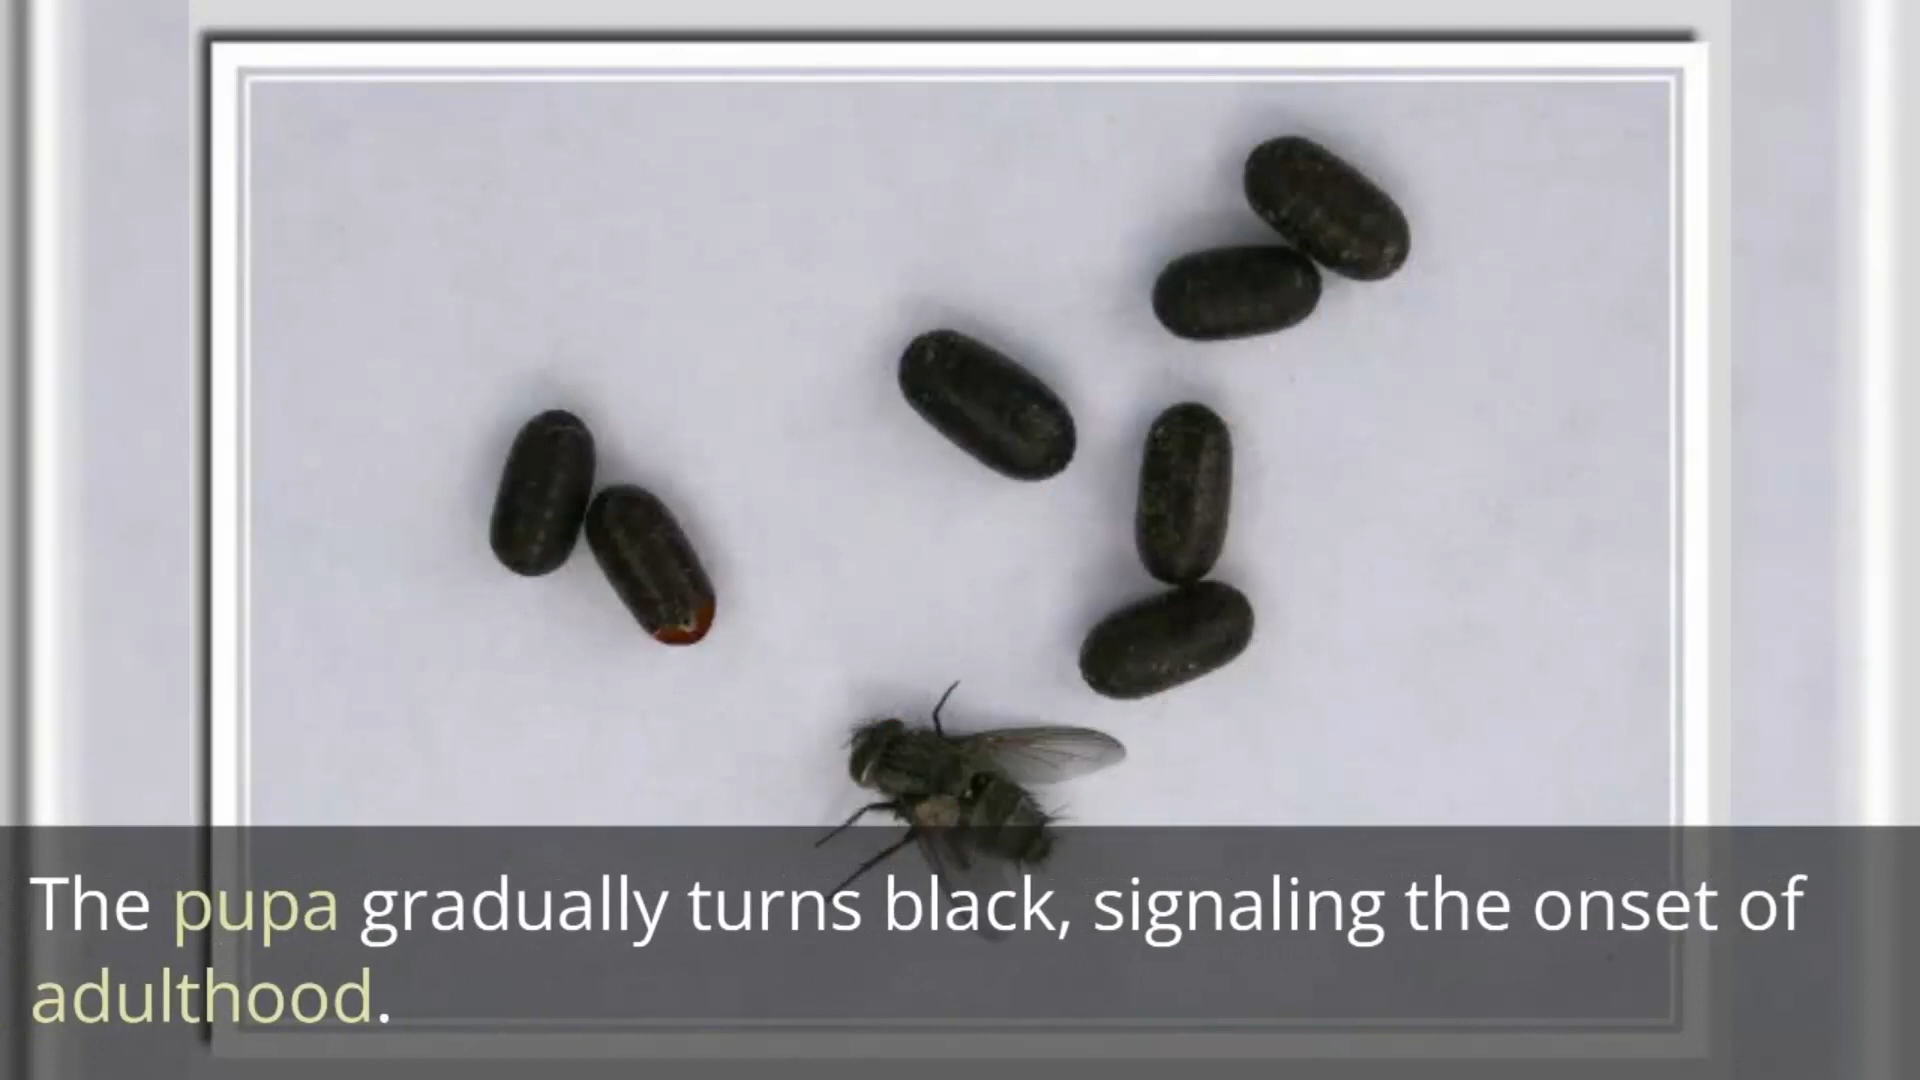 The pupa gradually turns black, signaling the onset of
adulthood.